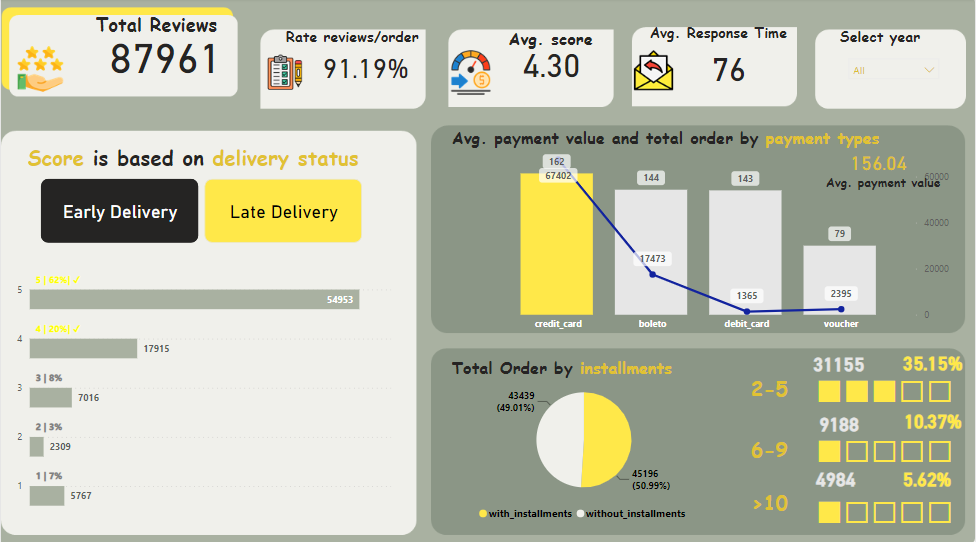 Total Reviews
87961
Rate reviews/order
91.19%
Avg. score
4.30
Avg. Response Time
76
Select year
All
Score is based on delivery status
Early Delivery
Late Delivery
5 | 62% | ✓
5
54953
4 | 20% | ✓
4
17915
3 | 8%
3
7016
2 | 3%
2
2309
1 | 7%
1
5767
Avg. payment value and total order by payment types
156.04
Avg. payment value
162
67402
144
143
79
17473
1365
2395
60000
40000
20000
0
credit_card
boleto
debit_card
voucher
Total Order by installments
43439
(49.01%)
45196
(50.99%)
with_installments
without_installments
31155
35.15%
2-5
9188
10.37%
6-9
4984
5.62%
>10